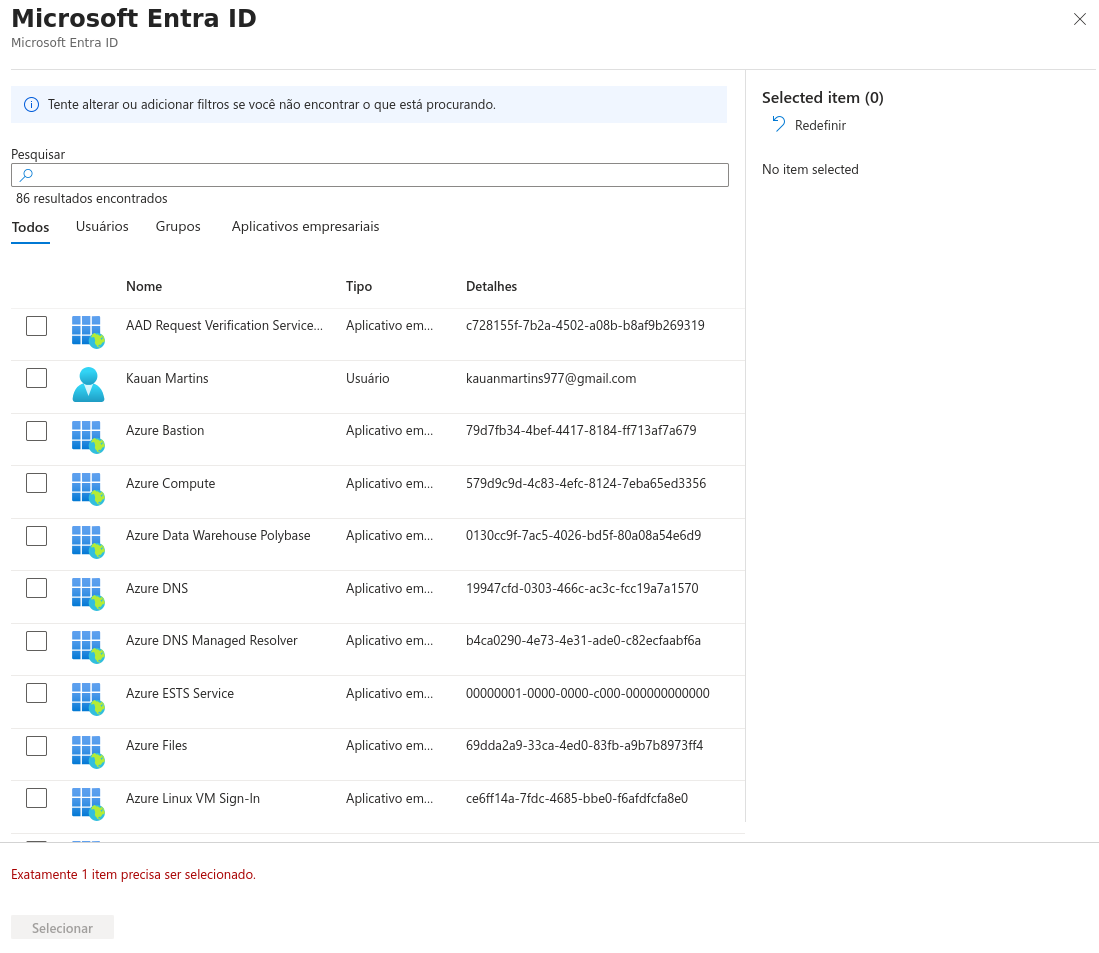 Microsoft Entra ID
Microsoft Entra ID
Tente alterar ou adicionar filtros se você não encontrar o que está procurando.
Pesquisar
86 resultados encontrados
Todos Usuários Grupos Aplicativos empresariais
Nome Tipo Detalhes
AAD Request Verification Service... Aplicativo em... c728155f-7b2a-4502-a08b-b8af9b269319
Kauan Martins Usuário kauanmartins977@gmail.com
Azure Bastion Aplicativo em... 79d7fb34-4bef-4417-8184-ff713af7a679
Azure Compute Aplicativo em... 579d9c9d-4c83-4efc-8124-7eba65ed3356
Azure Data Warehouse Polybase Aplicativo em... 0130cc9f-7ac5-4026-bd5f-80a08a54e6d9
Azure DNS Aplicativo em... 19947cfd-0303-466c-ac3c-fcc19a7a1570
Azure DNS Managed Resolver Aplicativo em... b4ca0290-4e73-4e31-ade0-c82ecfaabf6a
Azure ESTS Service Aplicativo em... 00000001-0000-0000-c000-000000000000
Azure Files Aplicativo em... 69dda2a9-33ca-4ed0-83fb-a9b7b8973ff4
Azure Linux VM Sign-In Aplicativo em... ce6ff14a-7fdc-4685-bbe0-f6afdfcfa8e0
Selected item (0)
Redefinir
No item selected
Exatamente 1 item precisa ser selecionado.
Selecionar